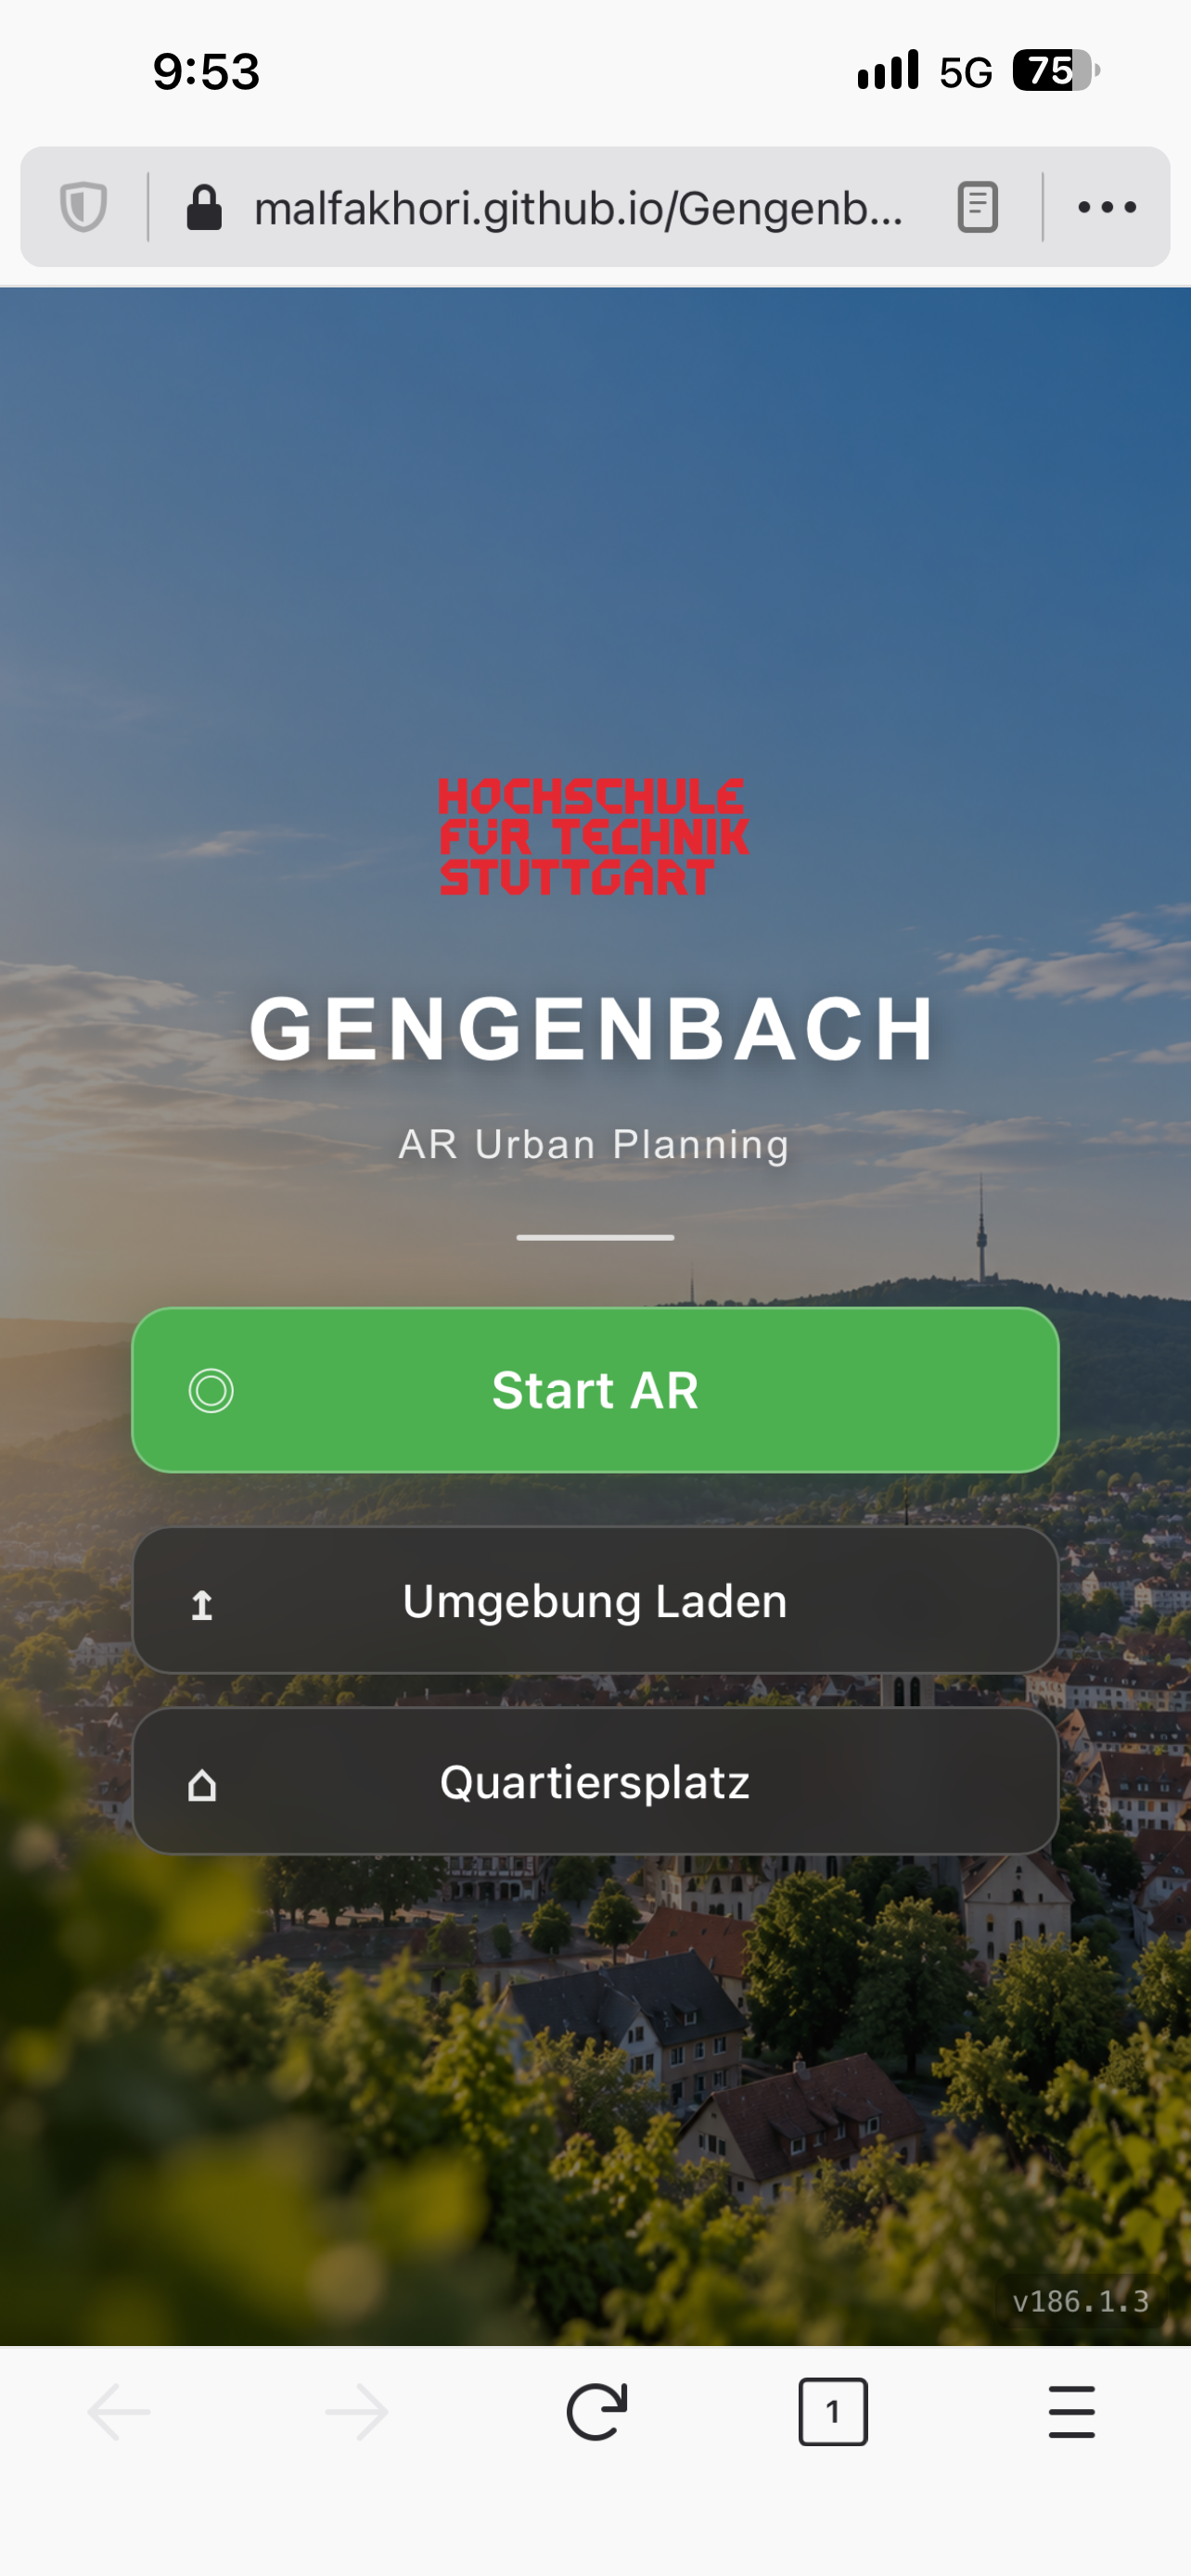 9:53
5G 75
malfakhori.github.io/Gengenb...
HOCHSCHULE
FÜR TECHNIK
STUTTGART
GENGENBACH
AR Urban Planning
Start AR
Umgebung Laden
Quartiersplatz
v186.1.3
1